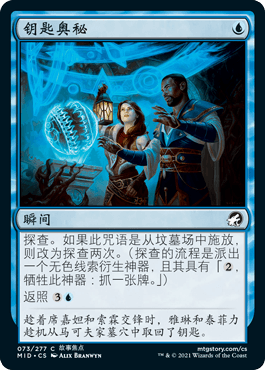 钥匙奥秘
瞬间
探查。如果此咒语是从坟墓场中施放，
则改为探查两次。（探查的流程是派出
一个无色线索衍生神器，且其具有「2，
牺牲此神器：抓一张牌。」）
返照 3
趁着席嘉妲和索霖交锋时，雅琳和泰菲力
趁机从马可夫家墓穴中取回了钥匙。
073/277 C 故事焦点
MID • CS ALIX BRANWYN
mtgstory.com/cs
™ & © 2021 Wizards of the Coast